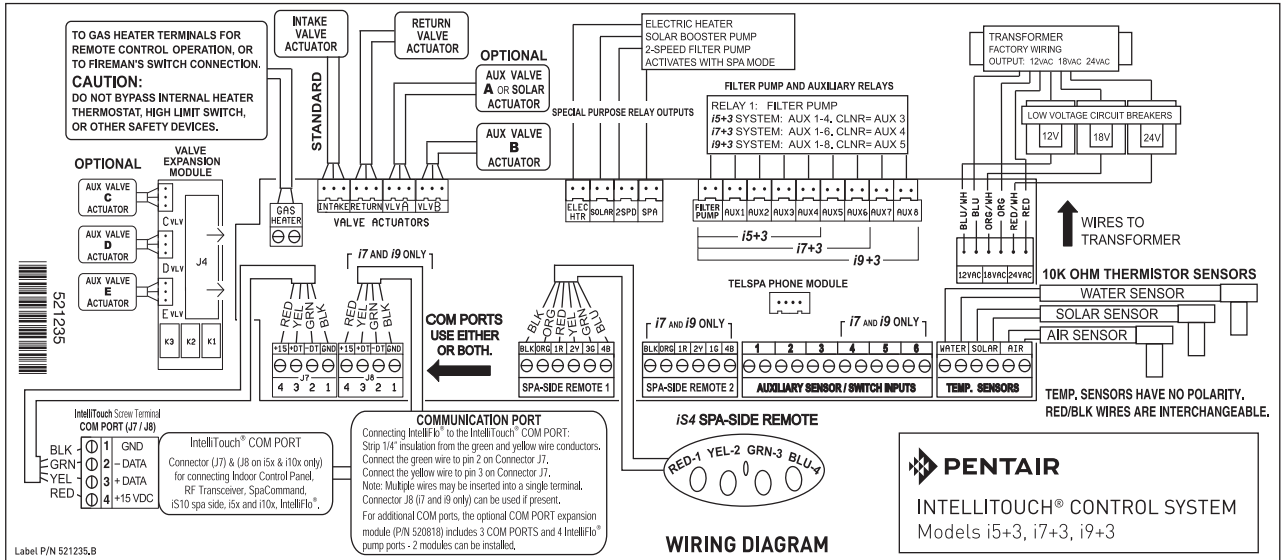 TO GAS HEATER TERMINALS FOR
REMOTE CONTROL OPERATION, OR
TO FIREMAN'S SWITCH CONNECTION.
CAUTION:
DO NOT BYPASS INTERNAL HEATER
THERMOSTAT, HIGH LIMIT SWITCH,
OR OTHER SAFETY DEVICES.
INTAKE
VALVE
ACTUATOR
RETURN
VALVE
ACTUATOR
STANDARD
OPTIONAL
AUX VALVE
A OR SOLAR
ACTUATOR
AUX VALVE
B
ACTUATOR
ELECTRIC HEATER
SOLAR BOOSTER PUMP
2-SPEED FILTER PUMP
ACTIVATES WITH SPA MODE
SPECIAL PURPOSE RELAY OUTPUTS
FILTER PUMP AND AUXILIARY RELAYS
RELAY 1: FILTER PUMP
i5+3 SYSTEM: AUX 1-4. CLNR= AUX 3
i7+3 SYSTEM: AUX 1-6. CLNR= AUX 4
i9+3 SYSTEM: AUX 1-8. CLNR= AUX 5
TRANSFORMER
FACTORY WIRING
OUTPUT: 12VAC 18VAC 24VAC
LOW VOLTAGE CIRCUIT BREAKERS
12V 18V 24V
BLU/WH
BLU
ORG/WH
ORG
RED/WH
RED
WIRES TO
TRANSFORMER
12VAC 18VAC 24VAC
OPTIONAL
VALVE
EXPANSION
MODULE
AUX VALVE
C
ACTUATOR
C VLV
AUX VALVE
D
ACTUATOR
D VLV
AUX VALVE
E
ACTUATOR
E VLV
J4
K3 K2 K1
521235
GAS
HEATER
INTAKE RETURN VLVA VLVB
VALVE ACTUATORS
ELEC
HTR SOLAR 2SPD SPA
FILTER
PUMP AUX1 AUX2 AUX3 AUX4 AUX5 AUX6 AUX7 AUX8
i5+3
i7+3
i9+3
TELSPA PHONE MODULE
10K OHM THERMISTOR SENSORS
WATER SENSOR
SOLAR SENSOR
AIR SENSOR
TEMP. SENSORS HAVE NO POLARITY.
RED/BLK WIRES ARE INTERCHANGEABLE.
i7 AND i9 ONLY
RED
YEL
GRN
BLK
RED
YEL
GRN
BLK
+15 +DT -DT GND
J7
4 3 2 1
+15 +DT -DT GND
J8
4 3 2 1
COM PORTS
USE EITHER
OR BOTH.
BLK
ORG
RED
YEL
GRN
BLU
BLK ORG 1R 2Y 3G 4B
SPA-SIDE REMOTE 1
i7 AND i9 ONLY
BLK ORG 1R 2Y 1G 4B
SPA-SIDE REMOTE 2
i7 AND i9 ONLY
1 2 3 4 5 6
AUXILIARY SENSOR / SWITCH INPUTS
WATER SOLAR AIR
TEMP. SENSORS
IntelliTouch Screw Terminal
COM PORT (J7 / J8)
BLK 1 GND
GRN 2 - DATA
YEL 3 + DATA
RED 4 +15 VDC
IntelliTouch® COM PORT
Connector (J7) & (J8 on i5x & i10x only)
for connecting Indoor Control Panel,
RF Transceiver, SpaCommand,
iS10 spa side, i5x and i10x, IntelliFlo®.
COMMUNICATION PORT
Connecting IntelliFlo® to the IntelliTouch® COM PORT:
Strip 1/4" insulation from the green and yellow wire conductors.
Connect the green wire to pin 2 on Connector J7.
Connect the yellow wire to pin 3 on Connector J7.
Note: Multiple wires may be inserted into a single terminal.
Connector J8 (i7 and i9 only) can be used if present.
For additional COM ports, the optional COM PORT expansion
module (P/N 520818) includes 3 COM PORTS and 4 IntelliFlo®
pump ports - 2 modules can be installed.
iS4 SPA-SIDE REMOTE
RED-1 YEL-2 GRN-3 BLU-4
WIRING DIAGRAM
PENTAIR
INTELLITOUCH® CONTROL SYSTEM
Models i5+3, i7+3, i9+3
Label P/N 521235.B